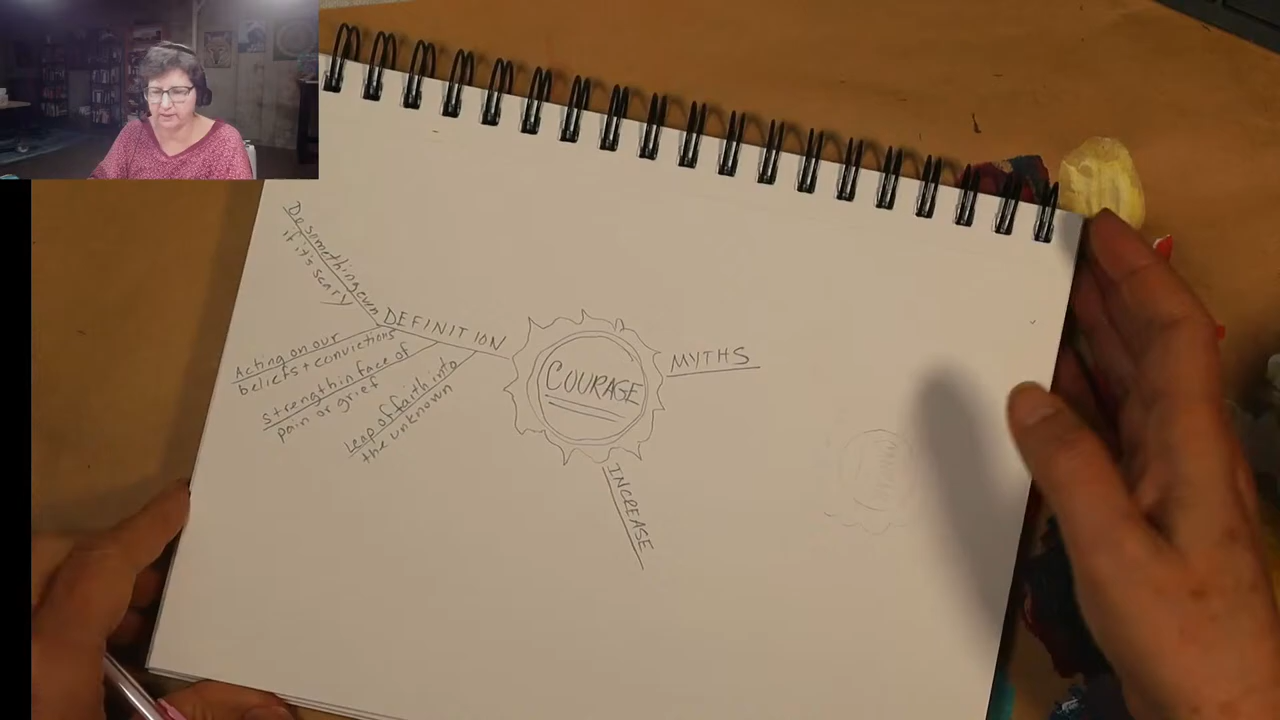 Do something even
if it's scary
DEFINITION
Acting on our
beliefs + convictions
Strength in face of
pain or grief
Leap of faith into
the unknown
COURAGE
MYTHS
INCREASE